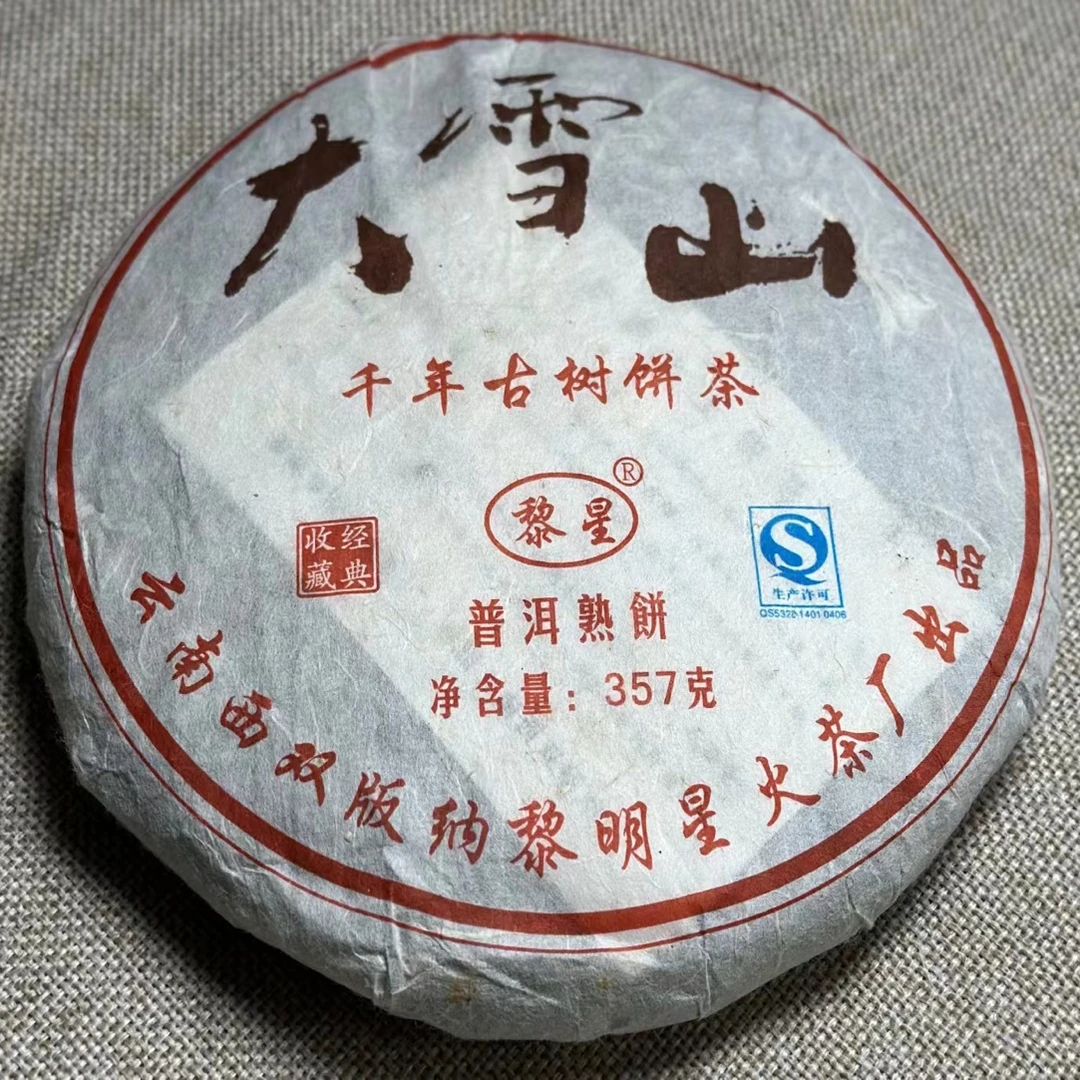 大雪山
千年古树饼茶
黎星®
经典
收藏
生产许可
QS5328 1401 0406
普洱熟餅
净含量：357克
云南西双版纳黎明星火茶厂出品